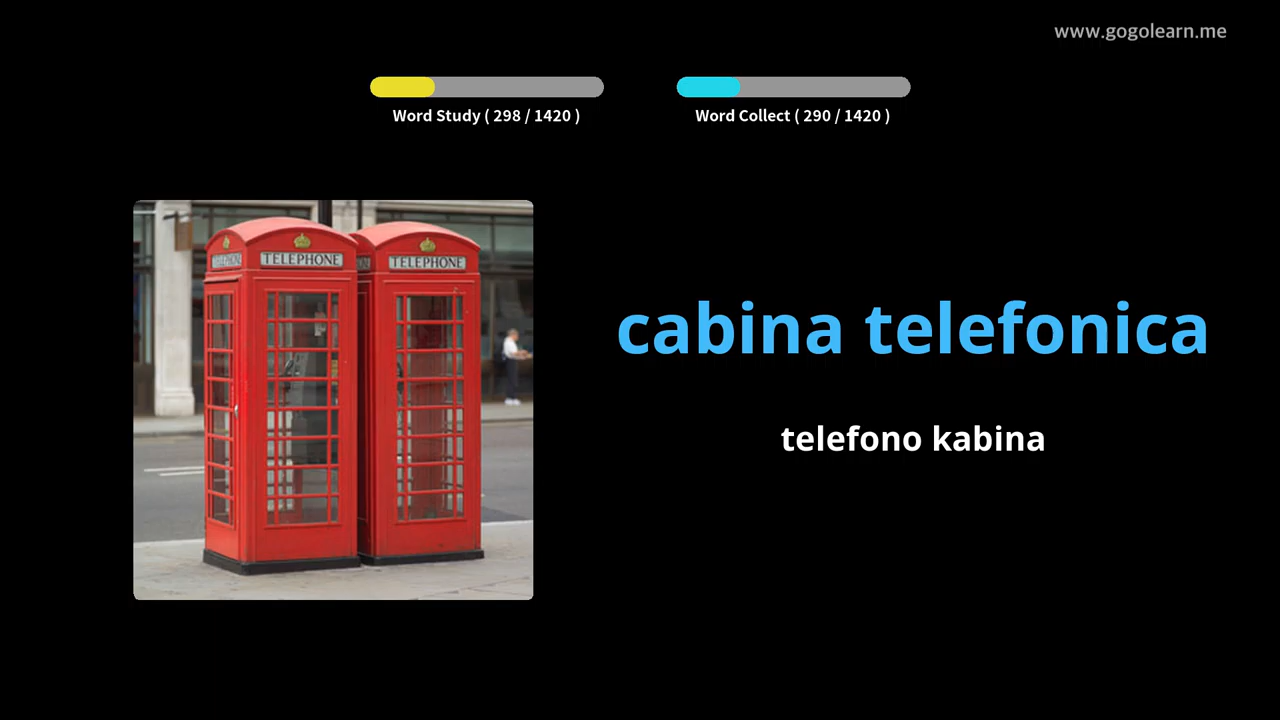 www.gogolearn.me
Word Study ( 298 / 1420 )
Word Collect ( 290 / 1420 )
TELEPHONE
TELEPHONE
cabina telefonica
telefono kabina